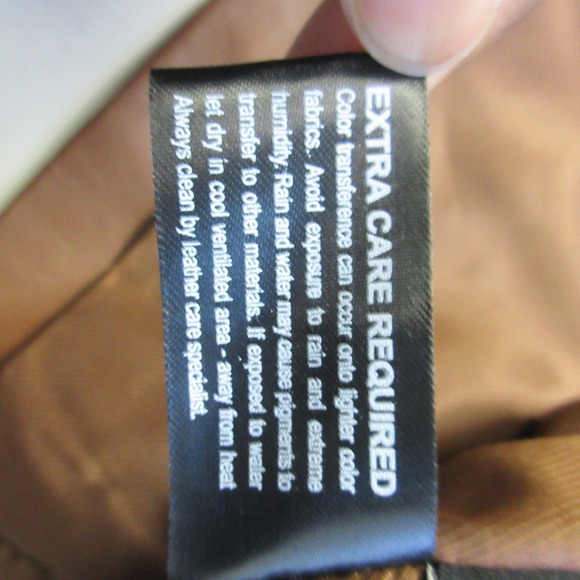 EXTRA CARE REQUIRED
Color transference can occur onto lighter color
fabrics. Avoid exposure to rain and extreme
humidity. Rain and water may cause pigments to
transfer to other materials. If exposed to water
let dry in cool ventilated area - away from heat
Always clean by leather care specialist.